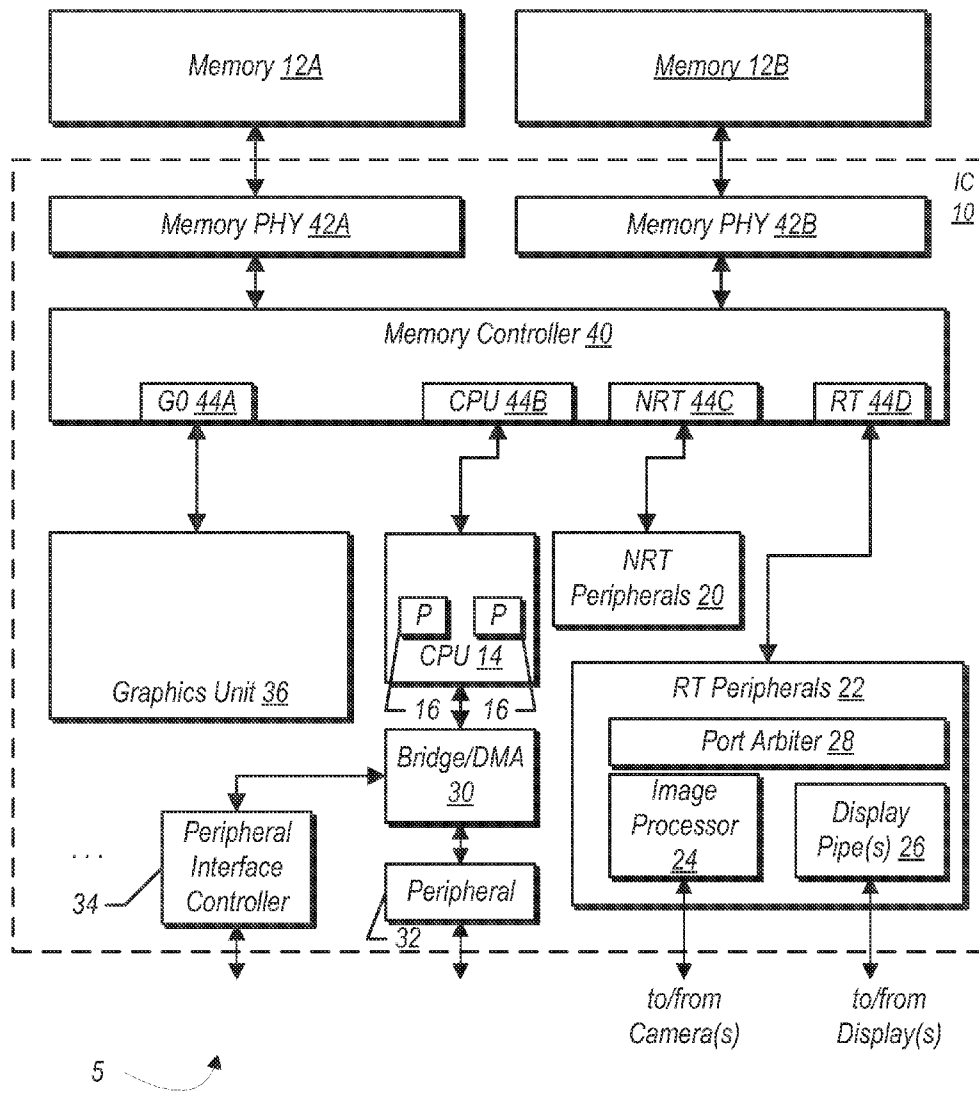 Memory 12A
Memory 12B
IC
10
Memory PHY 42A
Memory PHY 42B
Memory Controller 40
G0 44A
CPU 44B
NRT 44C
RT 44D
Graphics Unit 36
P
P
CPU 14
16
16
NRT
Peripherals 20
RT Peripherals 22
Port Arbiter 28
Image
Processor
24
Display
Pipe(s) 26
Bridge/DMA
30
Peripheral
Interface
Controller
. . .
34
Peripheral
32
to/from
Camera(s)
to/from
Display(s)
5